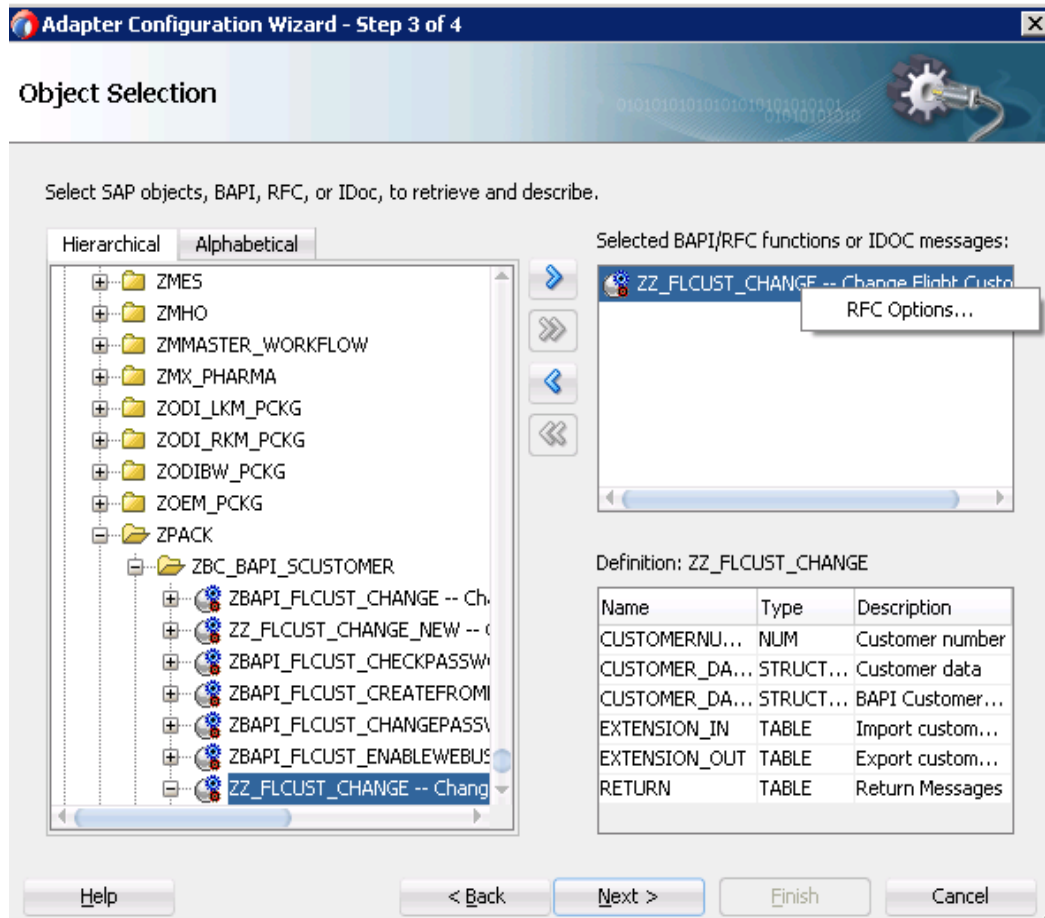 Adapter Configuration Wizard - Step 3 of 4
Object Selection
Select SAP objects, BAPI, RFC, or IDoc, to retrieve and describe.
Hierarchical Alphabetical
ZMES
ZMHO
ZMMASTER_WORKFLOW
ZMX_PHARMA
ZODI_LKM_PCKG
ZODI_RKM_PCKG
ZODIBW_PCKG
ZOEM_PCKG
ZPACK
ZBC_BAPI_SCUSTOMER
ZBAPI_FLCUST_CHANGE -- Cha
ZZ_FLCUST_CHANGE_NEW --
ZBAPI_FLCUST_CHECKPASSW
ZBAPI_FLCUST_CREATEFROM
ZBAPI_FLCUST_CHANGEPASS
ZBAPI_FLCUST_ENABLEWEBUS
ZZ_FLCUST_CHANGE -- Chang
Selected BAPI/RFC functions or IDOC messages:
ZZ_FLCUST_CHANGE -- Change Flight Custo
RFC Options...
Definition: ZZ_FLCUST_CHANGE
Name Type Description
CUSTOMERNU... NUM Customer number
CUSTOMER_DA... STRUCT... Customer data
CUSTOMER_DA... STRUCT... BAPI Customer...
EXTENSION_IN TABLE Import custom...
EXTENSION_OUT TABLE Export custom...
RETURN TABLE Return Messages
Help < Back Next > Finish Cancel